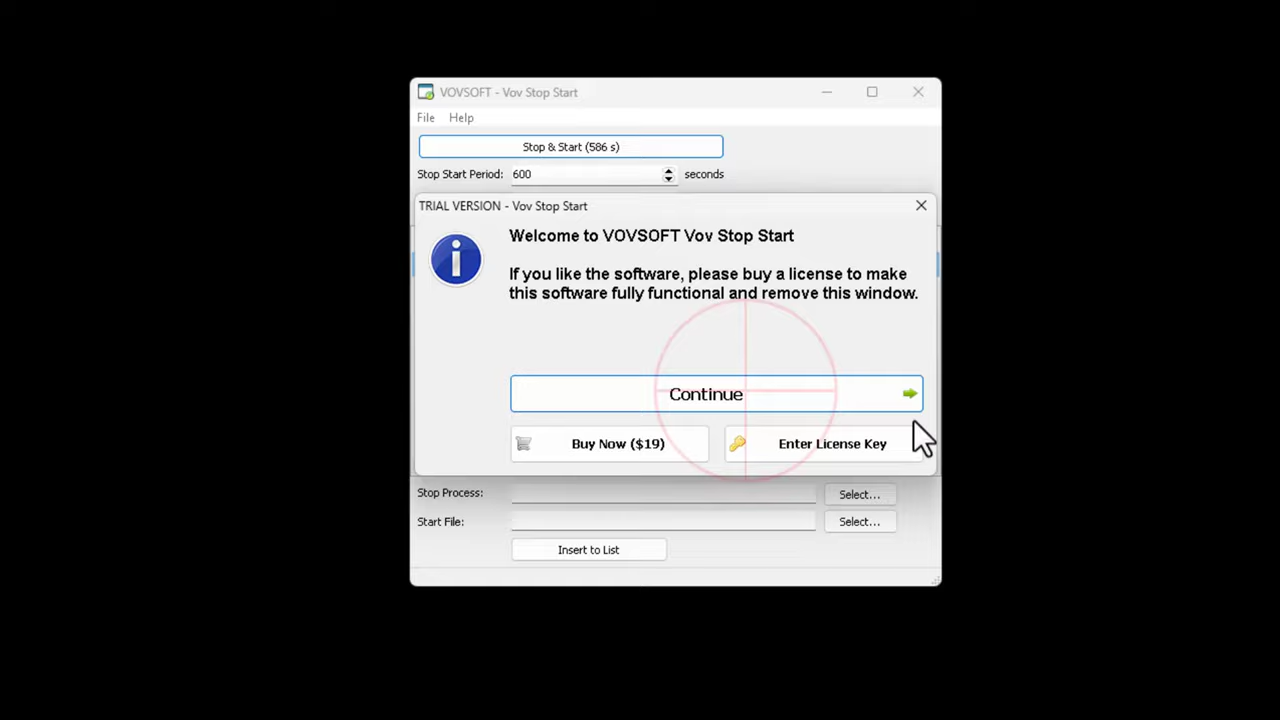 VOVSOFT - Vov Stop Start
File Help
Stop & Start (586 s)
Stop Start Period: 600 seconds
TRIAL VERSION - Vov Stop Start
Welcome to VOVSOFT Vov Stop Start
If you like the software, please buy a license to make
this software fully functional and remove this window.
Continue
Buy Now ($19) Enter License Key
Stop Process: Select...
Start File: Select...
Insert to List